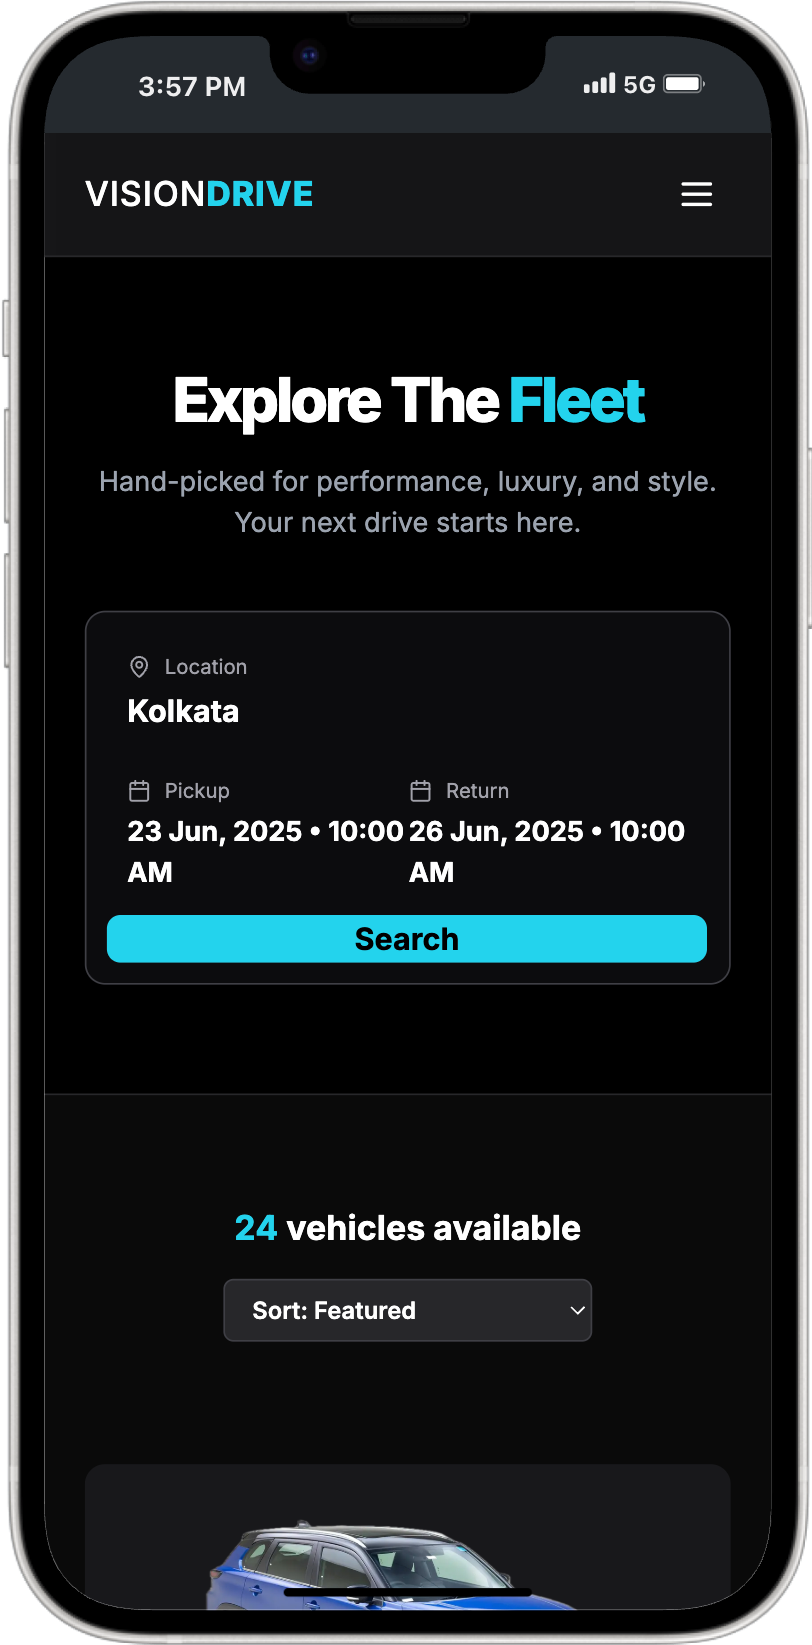 3:57 PM 5G
VISIONDRIVE
Explore The Fleet
Hand-picked for performance, luxury, and style.
Your next drive starts here.
Location
Kolkata
Pickup
23 Jun, 2025 • 10:00
AM
Return
26 Jun, 2025 • 10:00
AM
Search
24 vehicles available
Sort: Featured